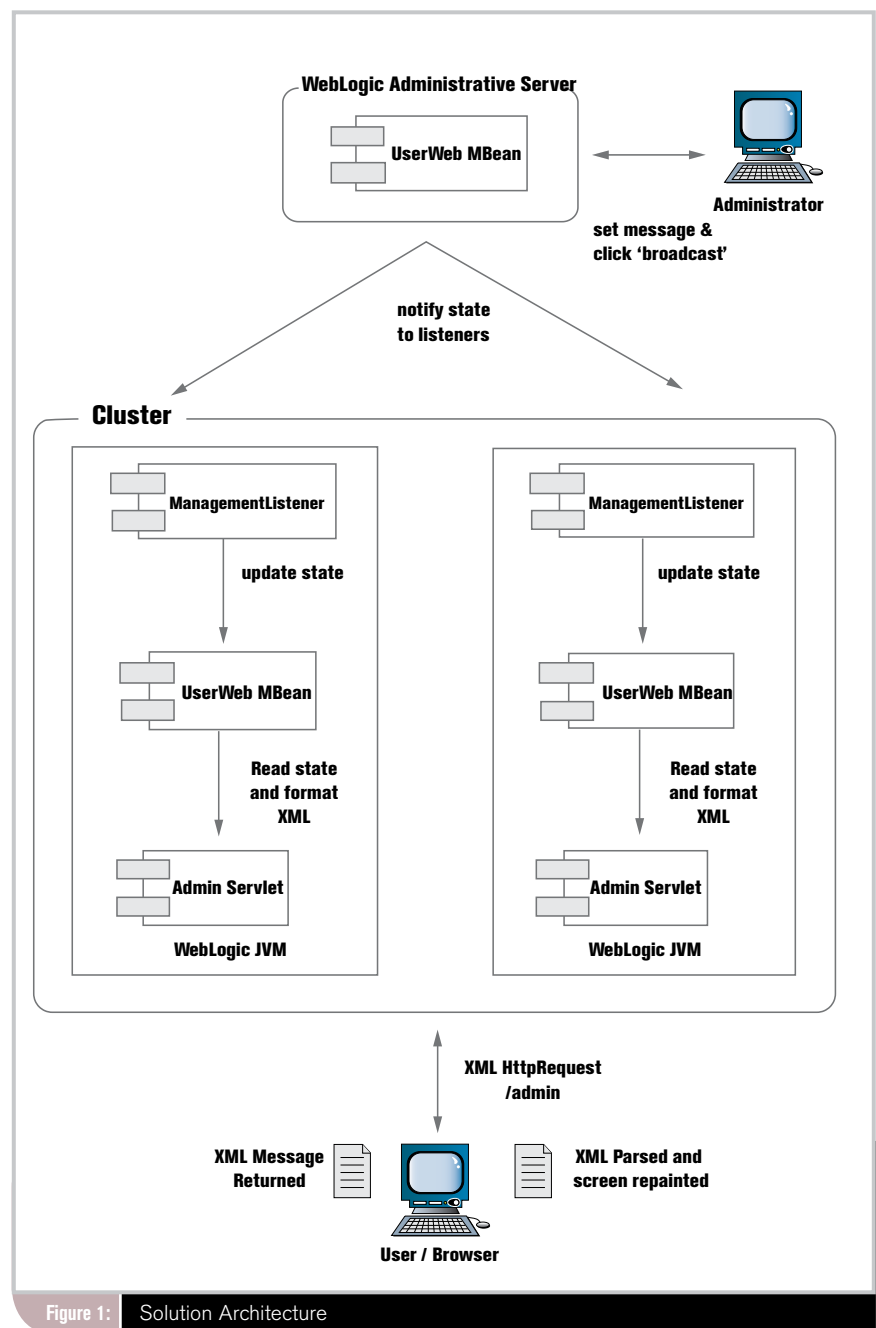 WebLogic Administrative Server
UserWeb MBean
Administrator
set message &
click ‘broadcast’
notify state
to listeners
Cluster
ManagementListener
update state
UserWeb MBean
Read state
and format
XML
Admin Servlet
WebLogic JVM
ManagementListener
update state
UserWeb MBean
Read state
and format
XML
Admin Servlet
WebLogic JVM
XML HttpRequest
/admin
XML Message
Returned
XML Parsed and
screen repainted
User / Browser
Figure 1: Solution Architecture